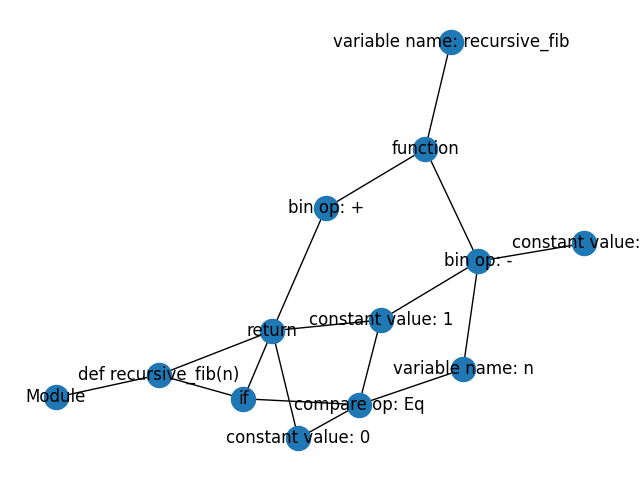 variable name: recursive_fib
function
bin op: +
constant value:
bin op: -
constant value: 1
return
variable name: n
def recursive_fib(n)
Module
if
compare op: Eq
constant value: 0